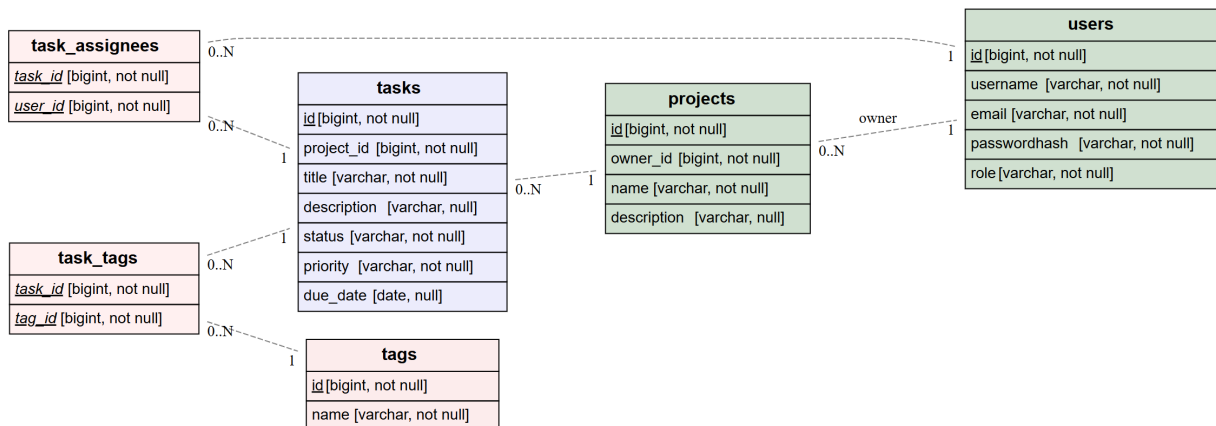 task_assignees
task_id [bigint, not null]
user_id [bigint, not null]
0..N
1
0..N
1
tasks
id [bigint, not null]
project_id [bigint, not null]
title [varchar, not null]
description [varchar, null]
status [varchar, not null]
priority [varchar, not null]
due_date [date, null]
0..N
1
projects
id [bigint, not null]
owner_id [bigint, not null]
name [varchar, not null]
description [varchar, null]
owner
0..N
1
users
id [bigint, not null]
username [varchar, not null]
email [varchar, not null]
passwordhash [varchar, not null]
role [varchar, not null]
task_tags
task_id [bigint, not null]
tag_id [bigint, not null]
0..N
1
0..N
1
tags
id [bigint, not null]
name [varchar, not null]